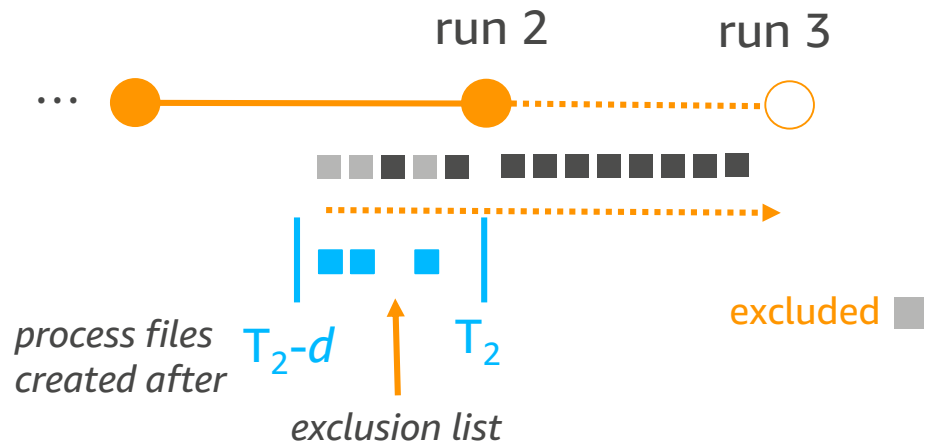 run 2
run 3
...
excluded
process files
created after
T₂-d
T₂
exclusion list